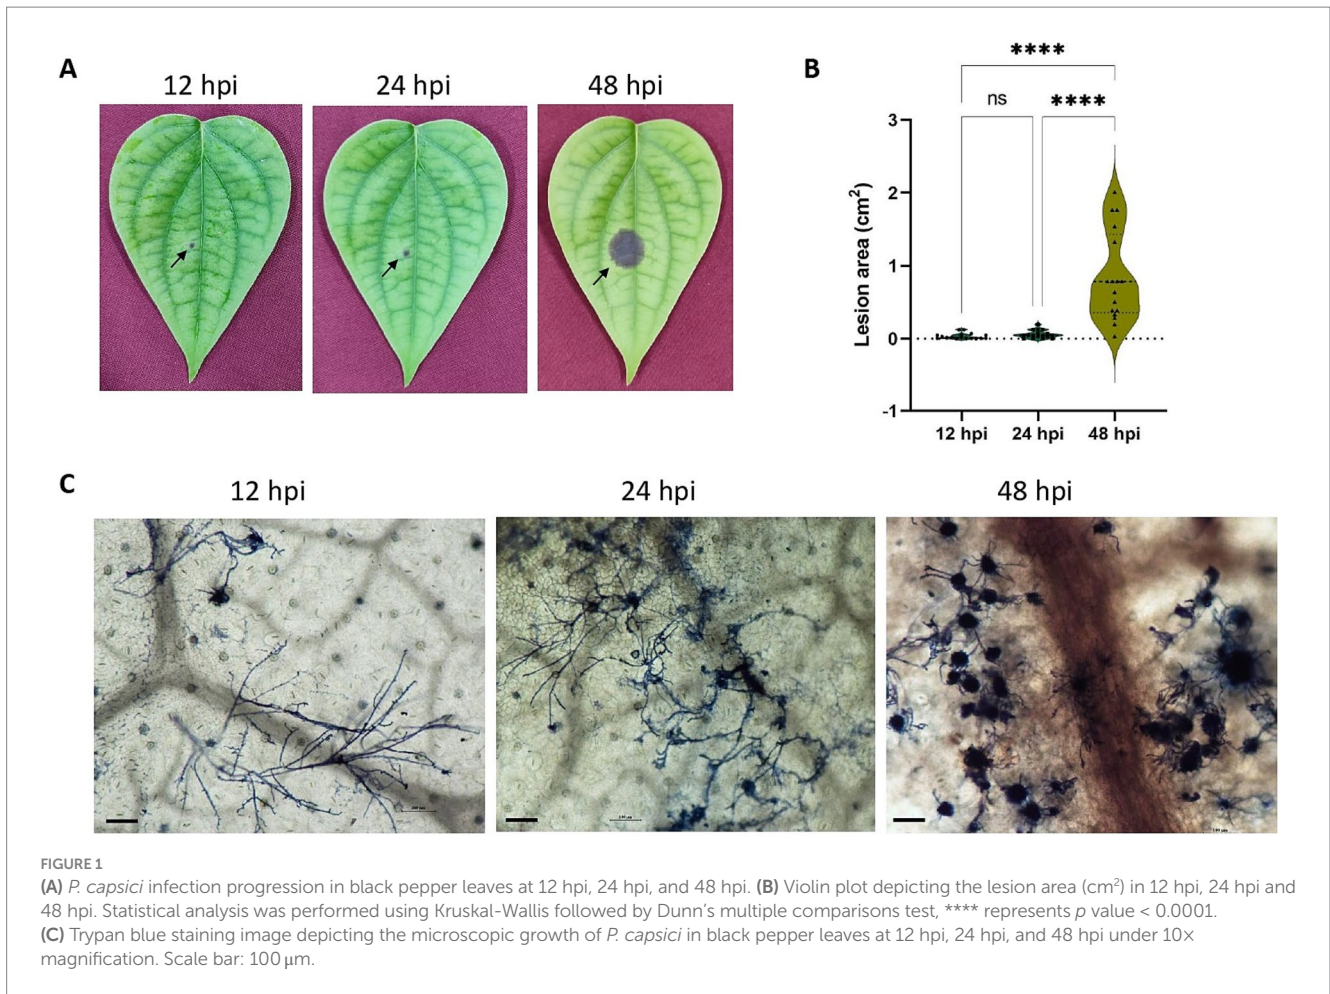 A
12 hpi
24 hpi
48 hpi
B
****
ns
****
3
2
1
0
-1
Lesion area (cm²)
12 hpi
24 hpi
48 hpi
C
12 hpi
24 hpi
48 hpi
FIGURE 1
(A) P. capsici infection progression in black pepper leaves at 12 hpi, 24 hpi, and 48 hpi. (B) Violin plot depicting the lesion area (cm²) in 12 hpi, 24 hpi and
48 hpi. Statistical analysis was performed using Kruskal-Wallis followed by Dunn’s multiple comparisons test, **** represents p value < 0.0001.
(C) Trypan blue staining image depicting the microscopic growth of P. capsici in black pepper leaves at 12 hpi, 24 hpi, and 48 hpi under 10×
magnification. Scale bar: 100 μm.